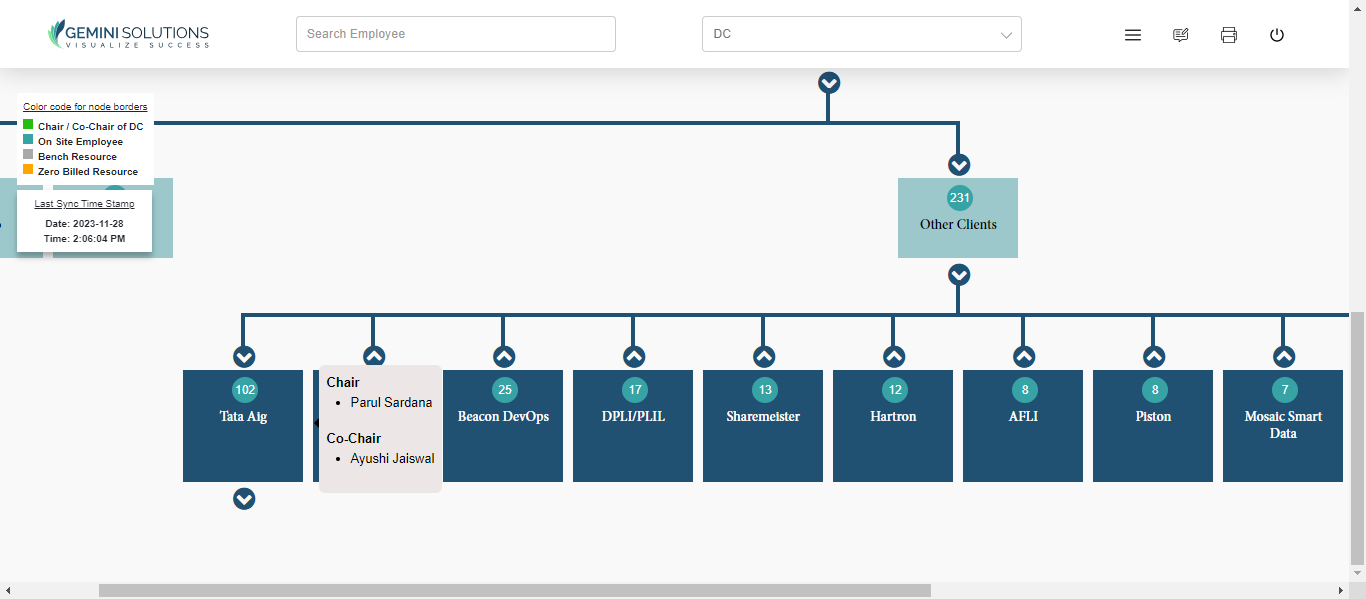 GEMINI SOLUTIONS
VISUALIZE SUCCESS
Search Employee
DC
Color code for node borders
Chair / Co-Chair of DC
On Site Employee
Bench Resource
Zero Billed Resource
Last Sync Time Stamp
Date: 2023-11-28
Time: 2:06:04 PM
231
Other Clients
102
Tata Aig
Chair
Parul Sardana
Co-Chair
Ayushi Jaiswal
25
Beacon DevOps
17
DPLI/PLIL
13
Sharemeister
12
Hartron
8
AFLI
8
Piston
7
Mosaic Smart
Data